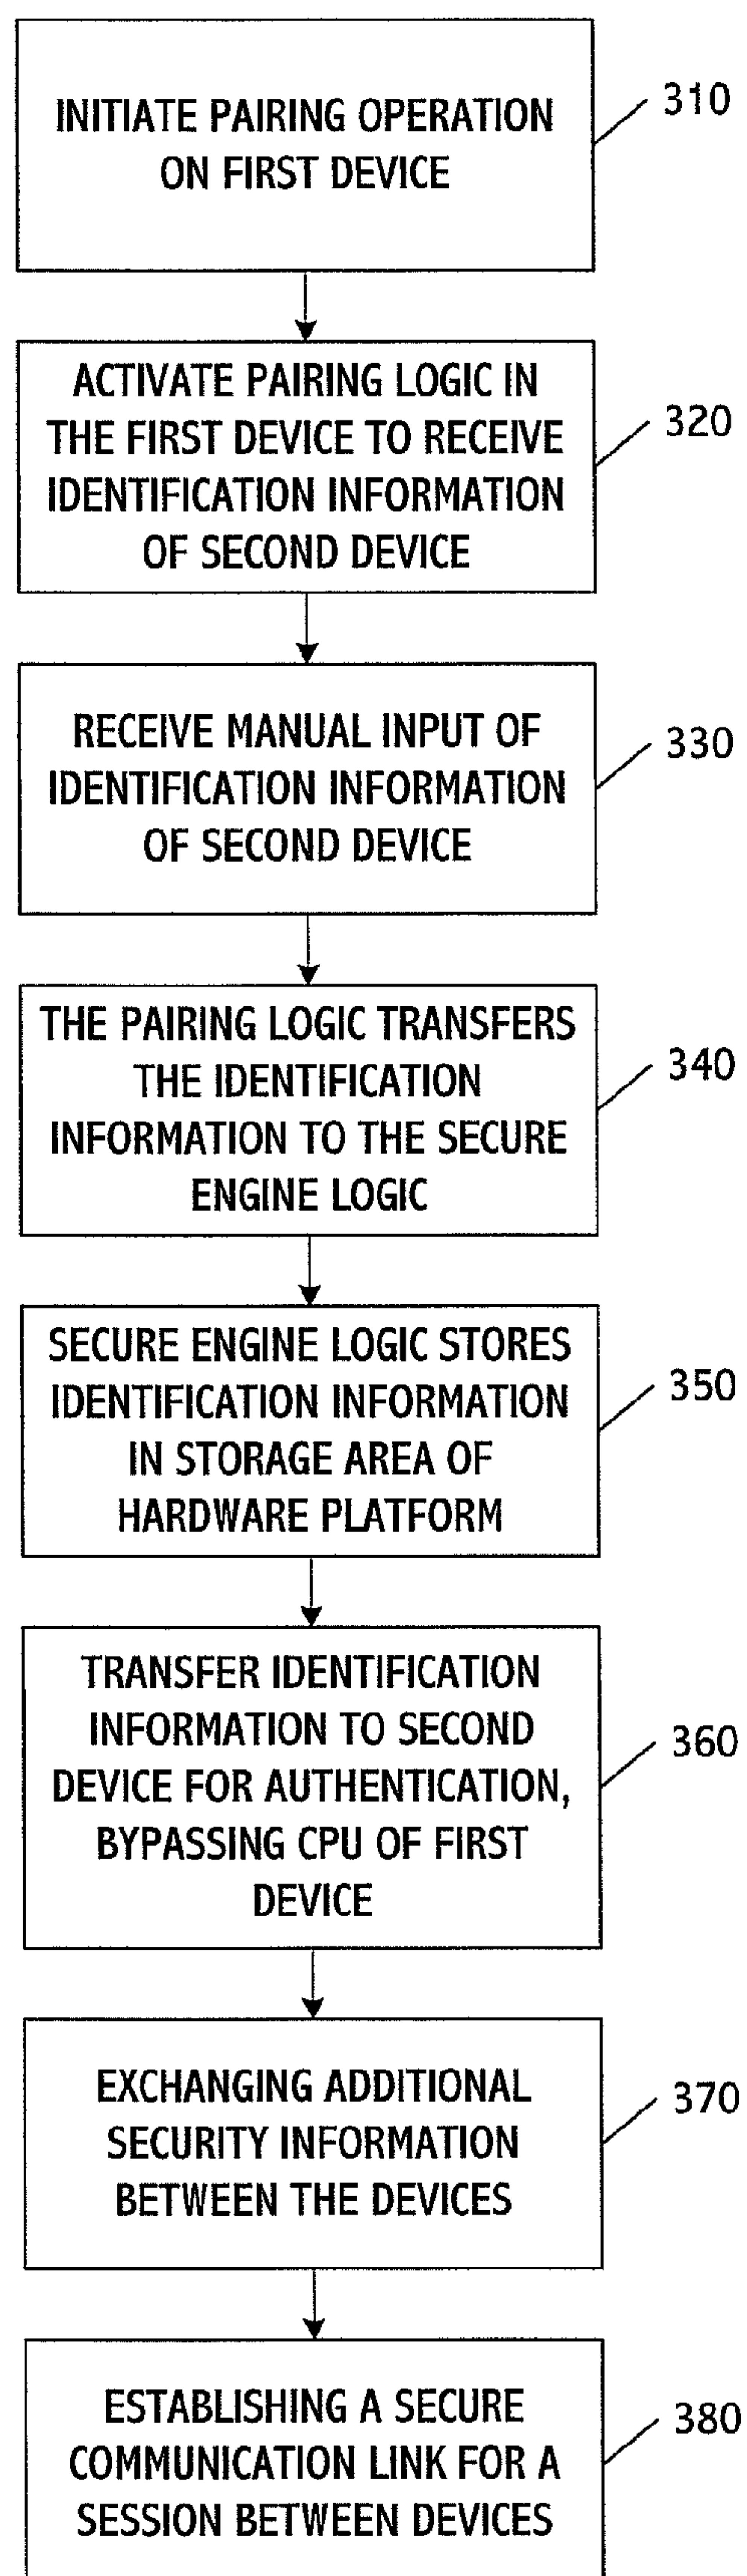 INITIATE PAIRING OPERATION
ON FIRST DEVICE
310
ACTIVATE PAIRING LOGIC IN
THE FIRST DEVICE TO RECEIVE
IDENTIFICATION INFORMATION
OF SECOND DEVICE
320
RECEIVE MANUAL INPUT OF
IDENTIFICATION INFORMATION
OF SECOND DEVICE
330
THE PAIRING LOGIC TRANSFERS
THE IDENTIFICATION
INFORMATION TO THE SECURE
ENGINE LOGIC
340
SECURE ENGINE LOGIC STORES
IDENTIFICATION INFORMATION
IN STORAGE AREA OF
HARDWARE PLATFORM
350
TRANSFER IDENTIFICATION
INFORMATION TO SECOND
DEVICE FOR AUTHENTICATION,
BYPASSING CPU OF FIRST
DEVICE
360
EXCHANGING ADDITIONAL
SECURITY INFORMATION
BETWEEN THE DEVICES
370
ESTABLISHING A SECURE
COMMUNICATION LINK FOR A
SESSION BETWEEN DEVICES
380